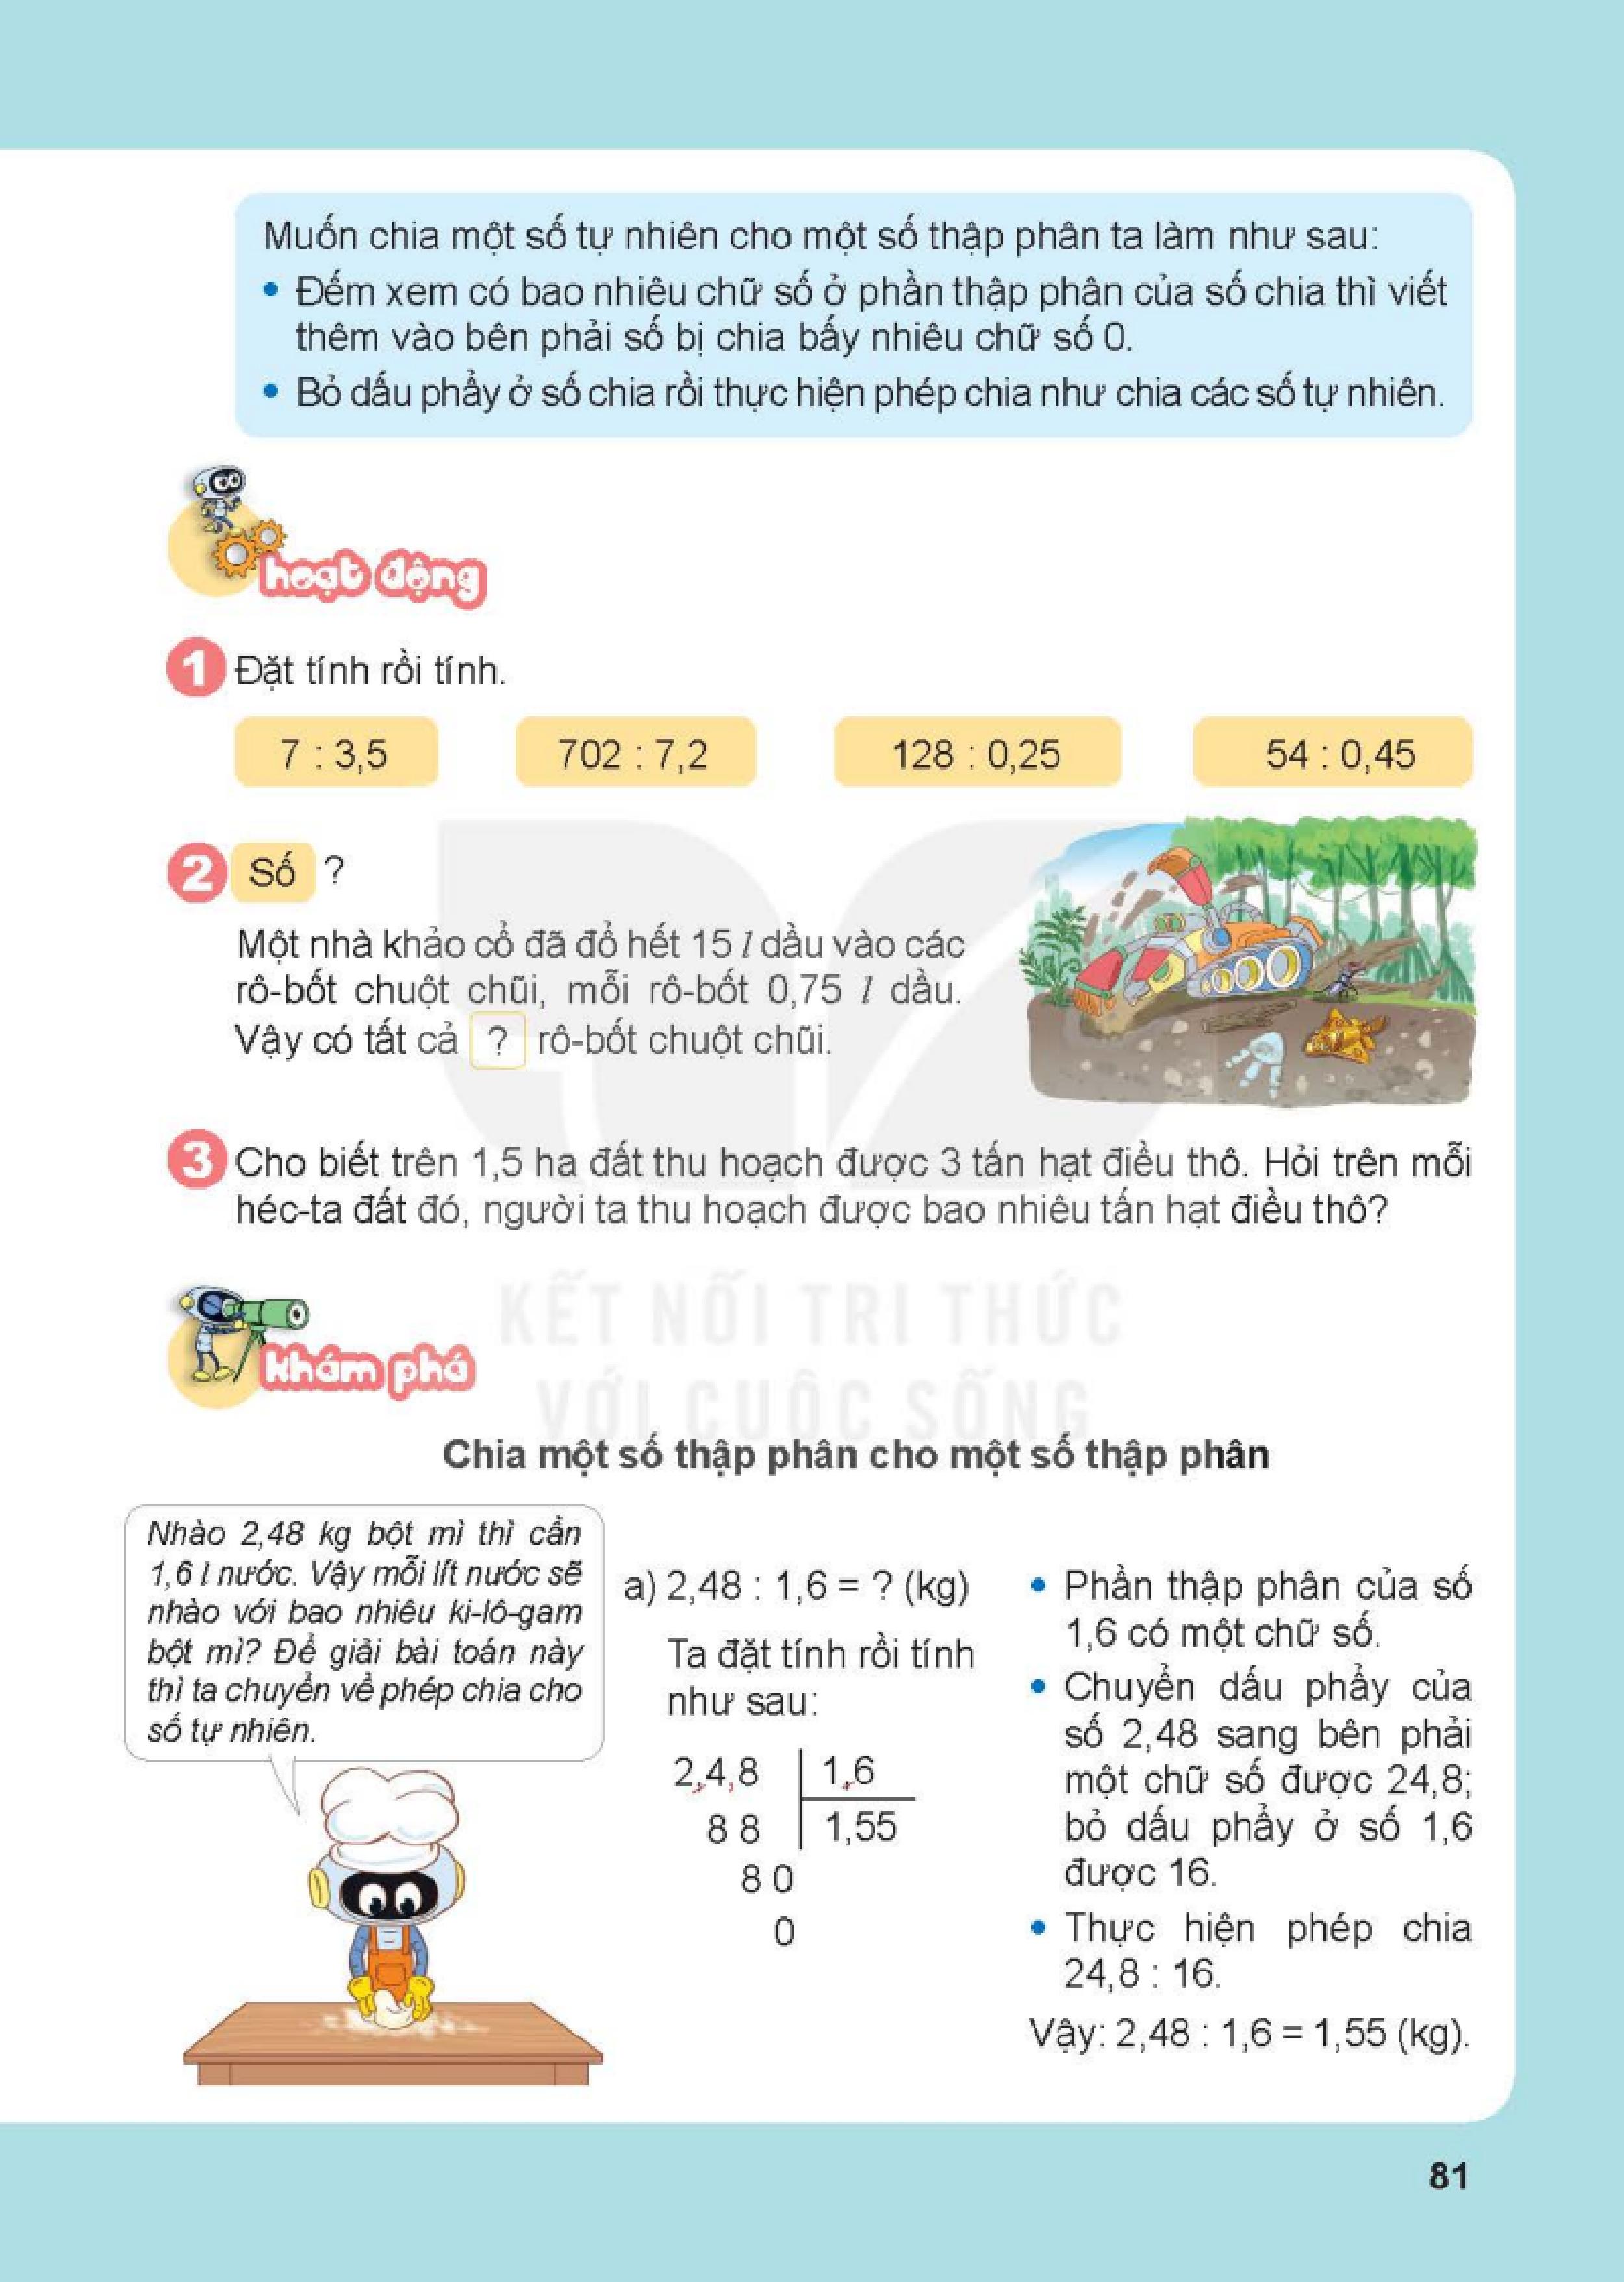 Muốn chia một số tự nhiên cho một số thập phân ta làm như sau:
• Đếm xem có bao nhiêu chữ số ở phần thập phân của số chia thì viết
thêm vào bên phải số bị chia bấy nhiêu chữ số 0.
• Bỏ dấu phẩy ở số chia rồi thực hiện phép chia như chia các số tự nhiên.
hoạt động
1 Đặt tính rồi tính.
7 : 3,5 702 : 7,2 128 : 0,25 54 : 0,45
2 Số ?
Một nhà khảo cổ đã đổ hết 15 l dầu vào các
rô-bốt chuột chũi, mỗi rô-bốt 0,75 l dầu.
Vậy có tất cả ? rô-bốt chuột chũi.
3 Cho biết trên 1,5 ha đất thu hoạch được 3 tấn hạt điều thô. Hỏi trên mỗi
héc-ta đất đó, người ta thu hoạch được bao nhiêu tấn hạt điều thô?
KẾT NỐI TRI THỨC
VỚI CUỘC SỐNG
khám phá
Chia một số thập phân cho một số thập phân
Nhào 2,48 kg bột mì thì cần
1,6 l nước. Vậy mỗi lít nước sẽ
nhào với bao nhiêu ki-lô-gam
bột mì? Để giải bài toán này
thì ta chuyển về phép chia cho
số tự nhiên.
a) 2,48 : 1,6 = ? (kg)
Ta đặt tính rồi tính
như sau:
2,4,8 1,6
8 8 1,55
8 0
0
• Phần thập phân của số
1,6 có một chữ số.
• Chuyển dấu phẩy của
số 2,48 sang bên phải
một chữ số được 24,8;
bỏ dấu phẩy ở số 1,6
được 16.
• Thực hiện phép chia
24,8 : 16.
Vậy: 2,48 : 1,6 = 1,55 (kg).
81